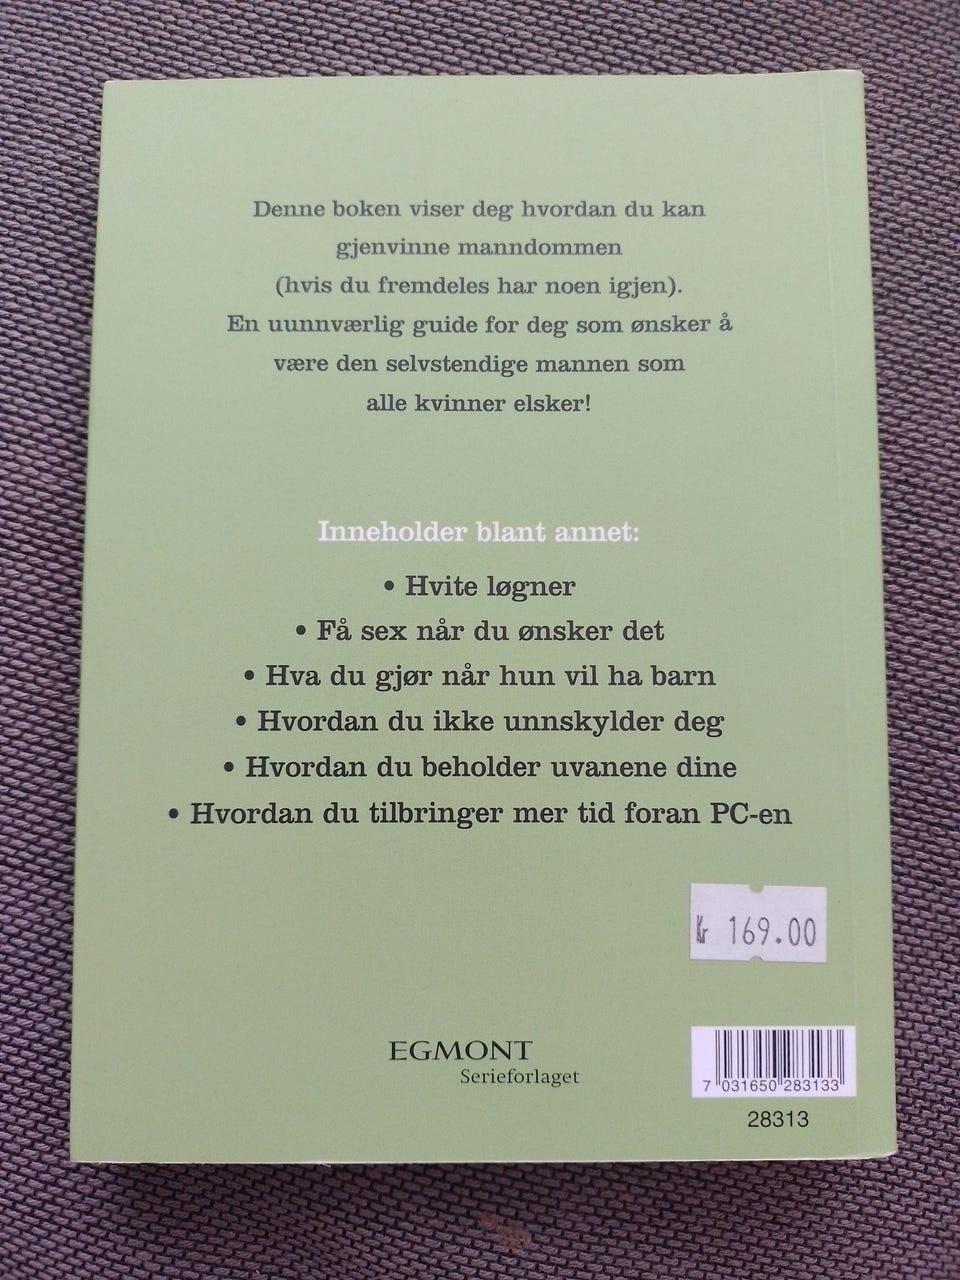 Denne boken viser deg hvordan du kan
gjenvinne manndommen
(hvis du fremdeles har noen igjen).
En uunnværlig guide for deg som ønsker å
være den selvstendige mannen som
alle kvinner elsker!
Inneholder blant annet:
• Hvite løgner
• Få sex når du ønsker det
• Hva du gjør når hun vil ha barn
• Hvordan du ikke unnskylder deg
• Hvordan du beholder uvanene dine
• Hvordan du tilbringer mer tid foran PC-en
Kr 169.00
EGMONT
Serieforlaget
7 031650 283133
28313